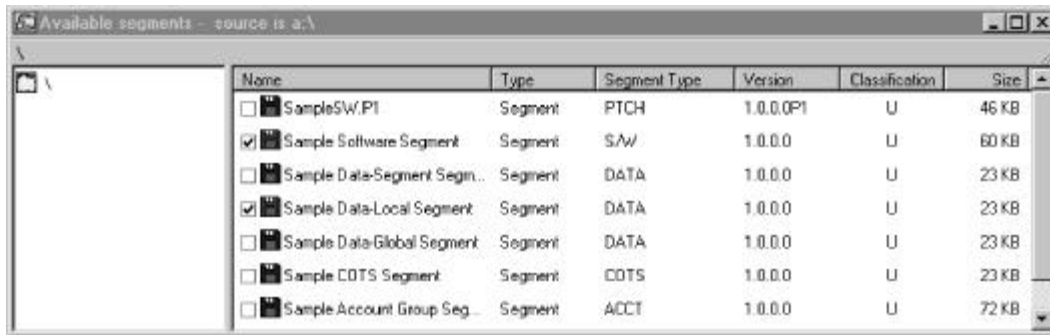 Available segments - source is a:\
\
\
Name Type Segment Type Version Classification Size
SampleSW.P1 Segment PTCH 1.0.0.0P1 U 46 KB
Sample Software Segment Segment S/W 1.0.0.0 U 60 KB
Sample Data-Segment Segm... Segment DATA 1.0.0.0 U 23 KB
Sample Data-Local Segment Segment DATA 1.0.0.0 U 23 KB
Sample Data-Global Segment Segment DATA 1.0.0.0 U 23 KB
Sample COTS Segment Segment COTS 1.0.0.0 U 23 KB
Sample Account Group Seg... Segment ACCT 1.0.0.0 U 72 KB